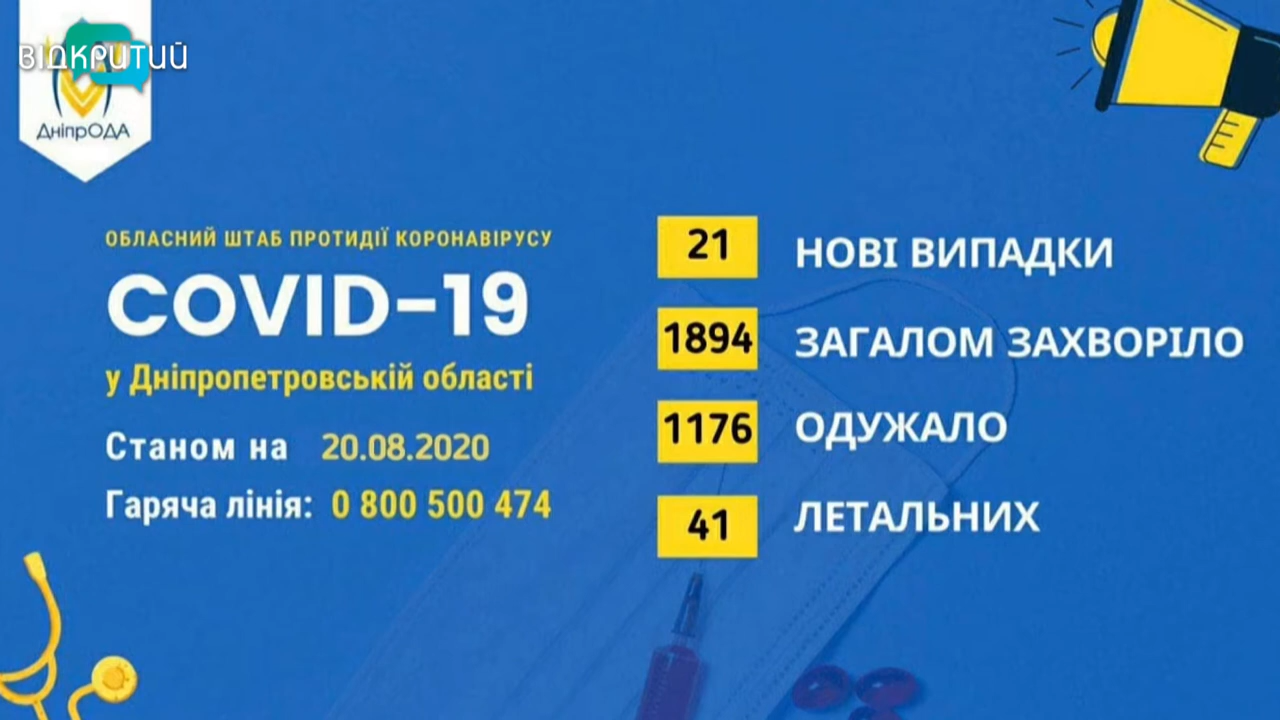 ВІДКРИТИЙ
ДніпрОДА
ОБЛАСНИЙ ШТАБ ПРОТИДІЇ КОРОНАВІРУСУ
COVID-19
у Дніпропетровській області
Станом на 20.08.2020
Гаряча лінія: 0 800 500 474
21 НОВІ ВИПАДКИ
1894 ЗАГАЛОМ ЗАХВОРІЛО
1176 ОДУЖАЛО
41 ЛЕТАЛЬНИХ